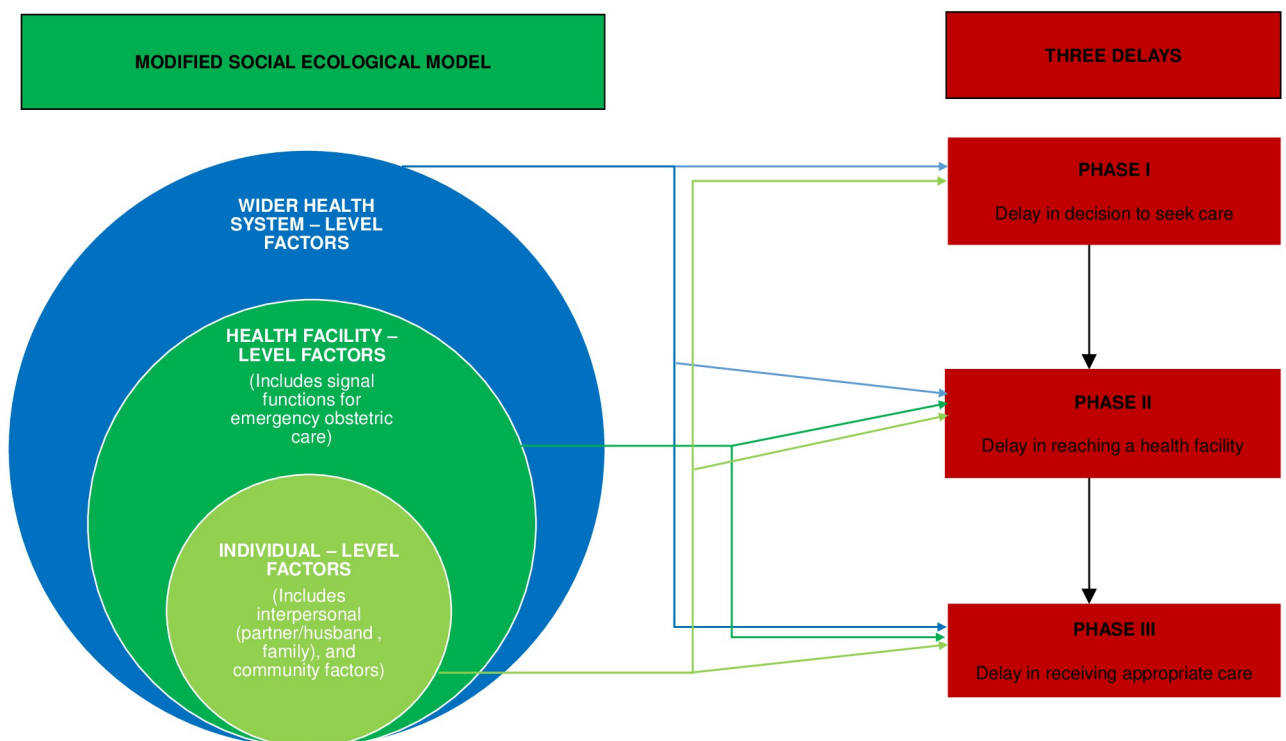 MODIFIED SOCIAL ECOLOGICAL MODEL
THREE DELAYS
WIDER HEALTH
SYSTEM – LEVEL
FACTORS
HEALTH FACILITY –
LEVEL FACTORS
(Includes signal
functions for
emergency obstetric
care)
INDIVIDUAL – LEVEL
FACTORS
(Includes
interpersonal
(partner/husband ,
family), and
community factors)
PHASE I
Delay in decision to seek care
PHASE II
Delay in reaching a health facility
PHASE III
Delay in receiving appropriate care